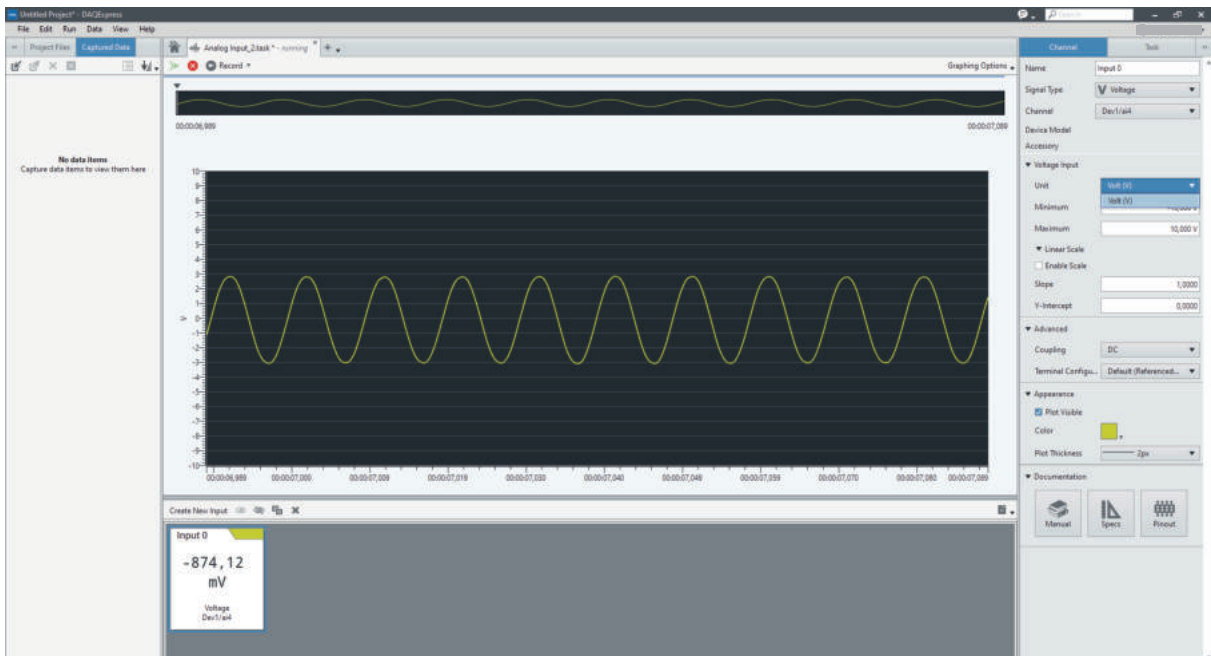 Untitled Project* - DAQExpress
Search
File Edit Run Data View Help
Project Files Captured Data
Analog Input_2.task * - running *
Channel Task
Record
Graphing Options
Name Input 0
Signal Type V Voltage
00:00:06,989 00:00:07,089
Channel Dev1/ai4
Device Model
Accessory
No data items
Capture data items to view them here
Voltage Input
Unit Volt (V)
Volt (V)
Minimum
Maximum 10,000 V
Linear Scale
Enable Scale
Slope 1,0000
Y-Intercept 0,0000
Advanced
Coupling DC
Terminal Configu... Default (Referenced...
Appearance
Plot Visible
Color
Plot Thickness 2px
Documentation
Manual Specs Pinout
10
9
8
7
6
5
4
3
2
1
0
-1
-2
-3
-4
-5
-6
-7
-8
-9
-10
V
00:00:06,989 00:00:07,000 00:00:07,009 00:00:07,019 00:00:07,030 00:00:07,040 00:00:07,048 00:00:07,059 00:00:07,070 00:00:07,080 00:00:07,089
Create New Input
Input 0
-874,12
mV
Voltage
Dev1/ai4